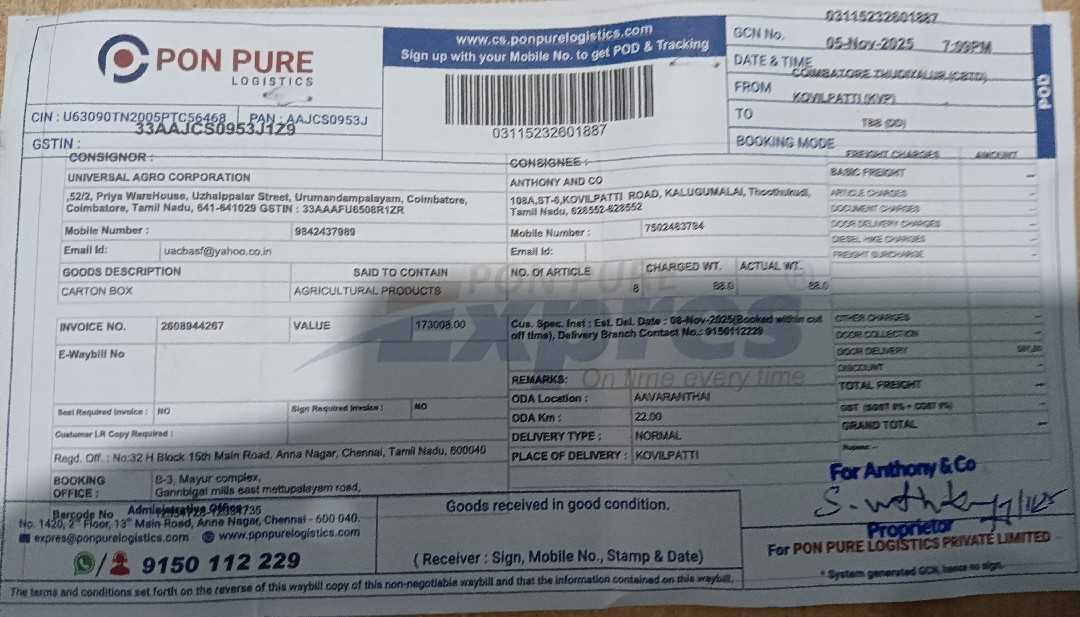 PON PURE
LOGISTICS
CIN : U63090TN2005PTC56468 PAN : AAJCS0953J
33AAJCS0953J1Z9
GSTIN :
www.cs.ponpurelogistics.com
Sign up with your Mobile No. to get POD & Tracking
03115232601887
GCN No. 03115232601887
DATE & TIME 05-Nov-2025 7:09PM
FROM COIMBATORE THUDIYALUR (CBTD)
TO KOVILPATTI (KVP)
BOOKING MODE TBB (DD)
POD
CONSIGNOR :
UNIVERSAL AGRO CORPORATION
,52/2, Priya WareHouse, Uzhaippalar Street, Urumandampalayam, Coimbatore,
Coimbatore, Tamil Nadu, 641-641029 GSTIN : 33AAAFU6508R1ZR
Mobile Number : 9842437989
Email Id: uacbasf@yahoo.co.in
CONSIGNEE :
ANTHONY AND CO
108A,ST-6,KOVILPATTI ROAD, KALUGUMALAI, Thoothukudi,
Tamil Nadu, 628552-628552
Mobile Number : 7502463794
Email Id:
GOODS DESCRIPTION SAID TO CONTAIN NO. Of ARTICLE CHARGED WT. ACTUAL WT.
CARTON BOX AGRICULTURAL PRODUCTS 8 88.0 88.0
INVOICE NO. 2608944267 VALUE 173008.00
E-Waybill No
Seal Required Invoice : NO Sign Required Invoice : NO
Customer LR Copy Required :
Regd. Off. : No:32 H Block 15th Main Road, Anna Nagar, Chennai, Tamil Nadu, 600040
BOOKING OFFICE : B-3, Mayur complex,
mills east mettupalayam road,
Cus. Spec. Inst : Est. Del. Date : 08-Nov-2025(Booked within cut
off time), Delivery Branch Contact No.: 9150112229
REMARKS:
ODA Location : AAVARANTHAI
ODA Km : 22.00
DELIVERY TYPE : NORMAL
PLACE OF DELIVERY : KOVILPATTI
PON PURE
Expres
On time every time
FREIGHT CHARGES AMOUNT
BASIC FREIGHT --
ARTICLE CHARGES --
DOCUMENT CHARGES --
DOOR DELIVERY CHARGES --
DIESEL HIKE CHARGES --
FREIGHT SURCHARGE --
OTHER CHARGES --
DOOR COLLECTION --
DOOR DELIVERY
DISCOUNT --
TOTAL FREIGHT --
GST (SGST 9% + CGST 9%) --
GRAND TOTAL --
Rupees: --
Barcode No
Administrative Office
No. 1420, 2nd Floor, 13th Main Road, Anna Nagar, Chennai - 600 040.
expres@ponpurelogistics.com www.ponpurelogistics.com
9150 112 229
Goods received in good condition.
( Receiver : Sign, Mobile No., Stamp & Date)
For Anthony & Co
Proprietor
For PON PURE LOGISTICS PRIVATE LIMITED
* System generated GCN, hence no sign.
The terms and conditions set forth on the reverse of this waybill copy of this non-negotiable waybill and that the information contained on this waybill.